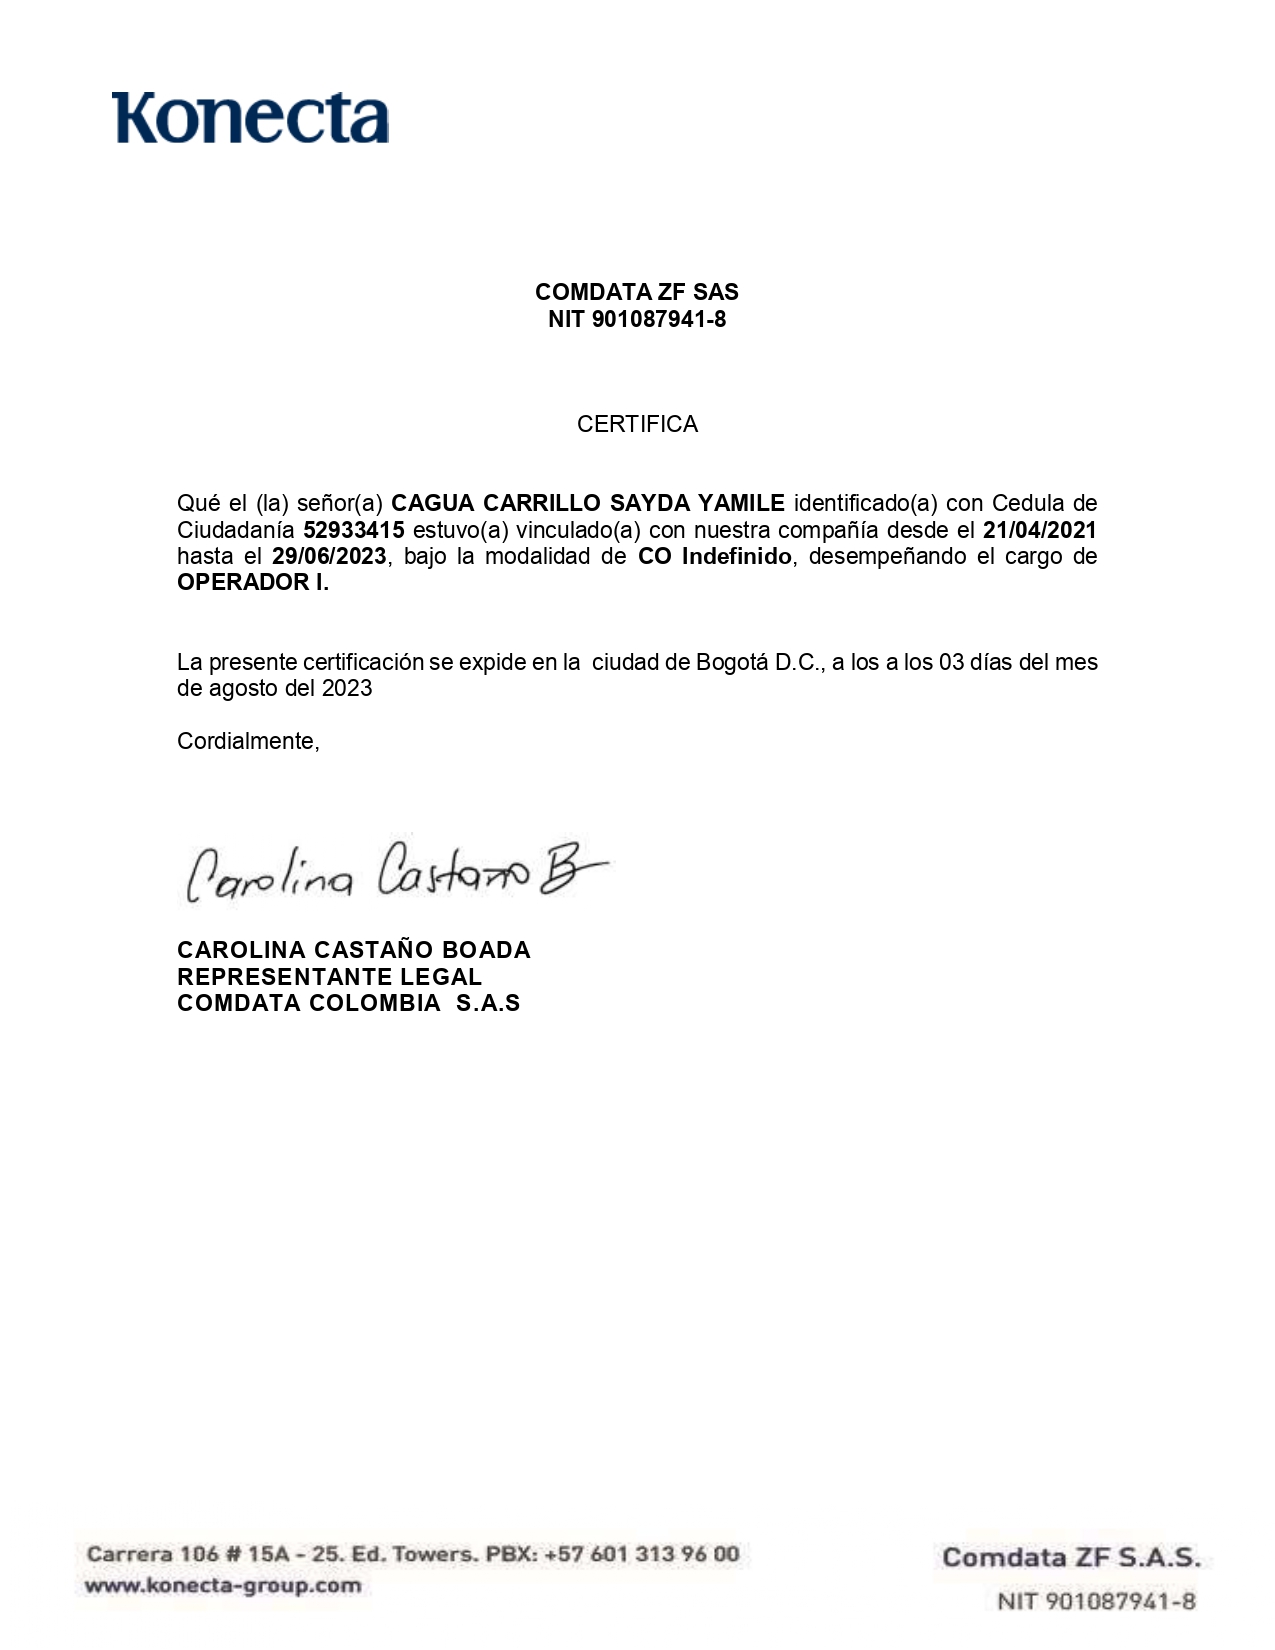 Konecta
COMDATA ZF SAS
NIT 901087941-8
CERTIFICA
Qué el (la) señor(a) CAGUA CARRILLO SAYDA YAMILE identificado(a) con Cedula de
Ciudadanía 52933415 estuvo(a) vinculado(a) con nuestra compañía desde el 21/04/2021
hasta el 29/06/2023, bajo la modalidad de CO Indefinido, desempeñando el cargo de
OPERADOR I.
La presente certificación se expide en la ciudad de Bogotá D.C., a los a los 03 días del mes
de agosto del 2023
Cordialmente,
Carolina Castaño B
CAROLINA CASTAÑO BOADA
REPRESENTANTE LEGAL
COMDATA COLOMBIA S.A.S
Carrera 106 # 15A - 25. Ed. Towers. PBX: +57 601 313 96 00
www.konecta-group.com
Comdata ZF S.A.S.
NIT 901087941-8